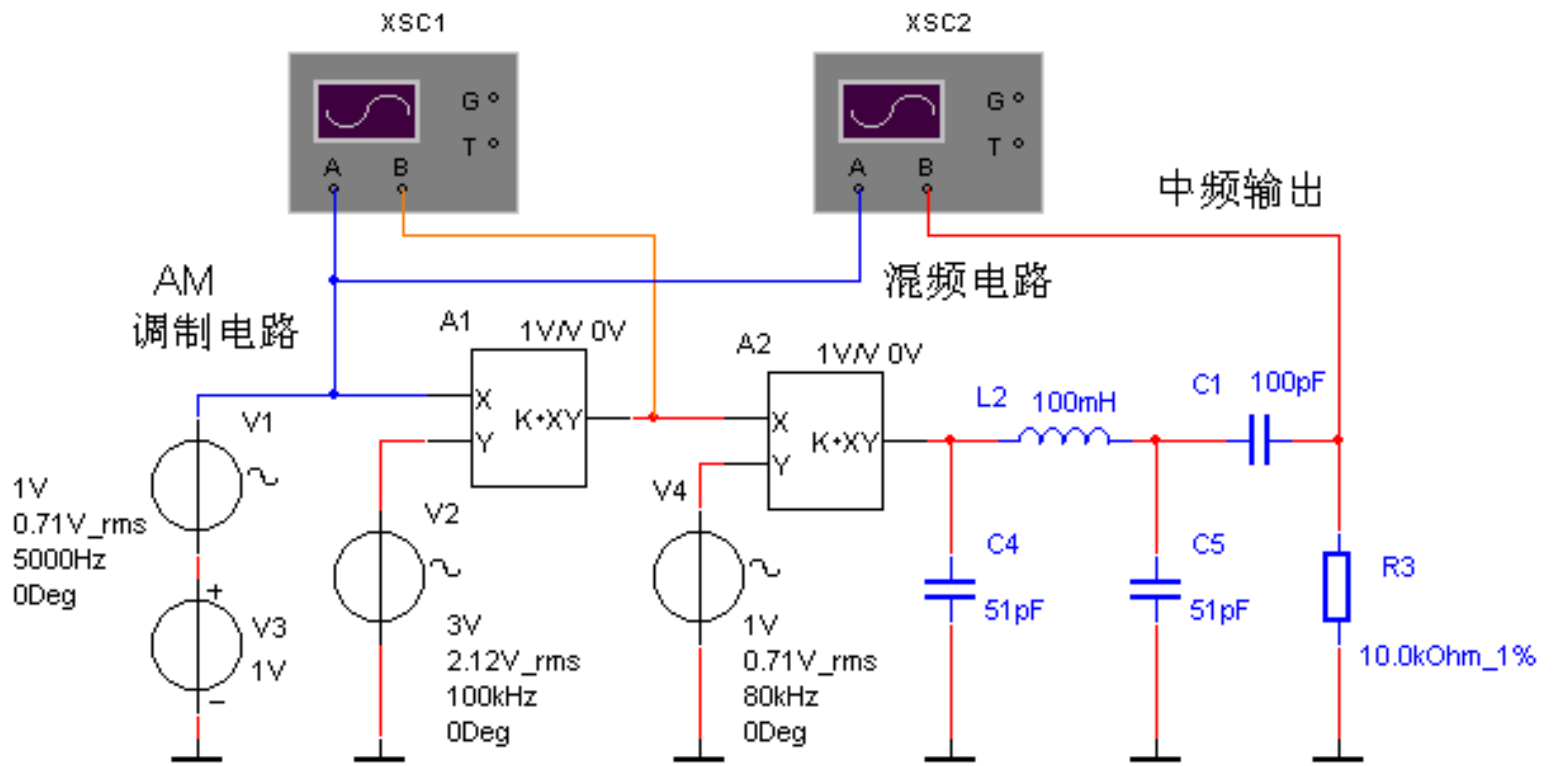 XSC1
XSC2
G
T
A
B
G
T
A
B
中频输出
AM
调制电路
混频电路
A1
1V/V 0V
X
Y
K*XY
A2
1V/V 0V
X
Y
K*XY
L2
100mH
C1
100pF
V1
1V
0.71V_rms
5000Hz
0Deg
V3
1V
+
−
V2
3V
2.12V_rms
100kHz
0Deg
V4
1V
0.71V_rms
80kHz
0Deg
C4
51pF
C5
51pF
R3
10.0kOhm_1%